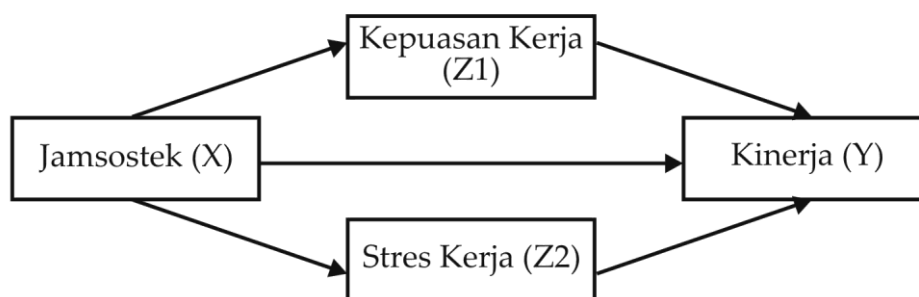 Kepuasan Kerja
(Z1)
Jamsostek (X)
Kinerja (Y)
Stres Kerja (Z2)